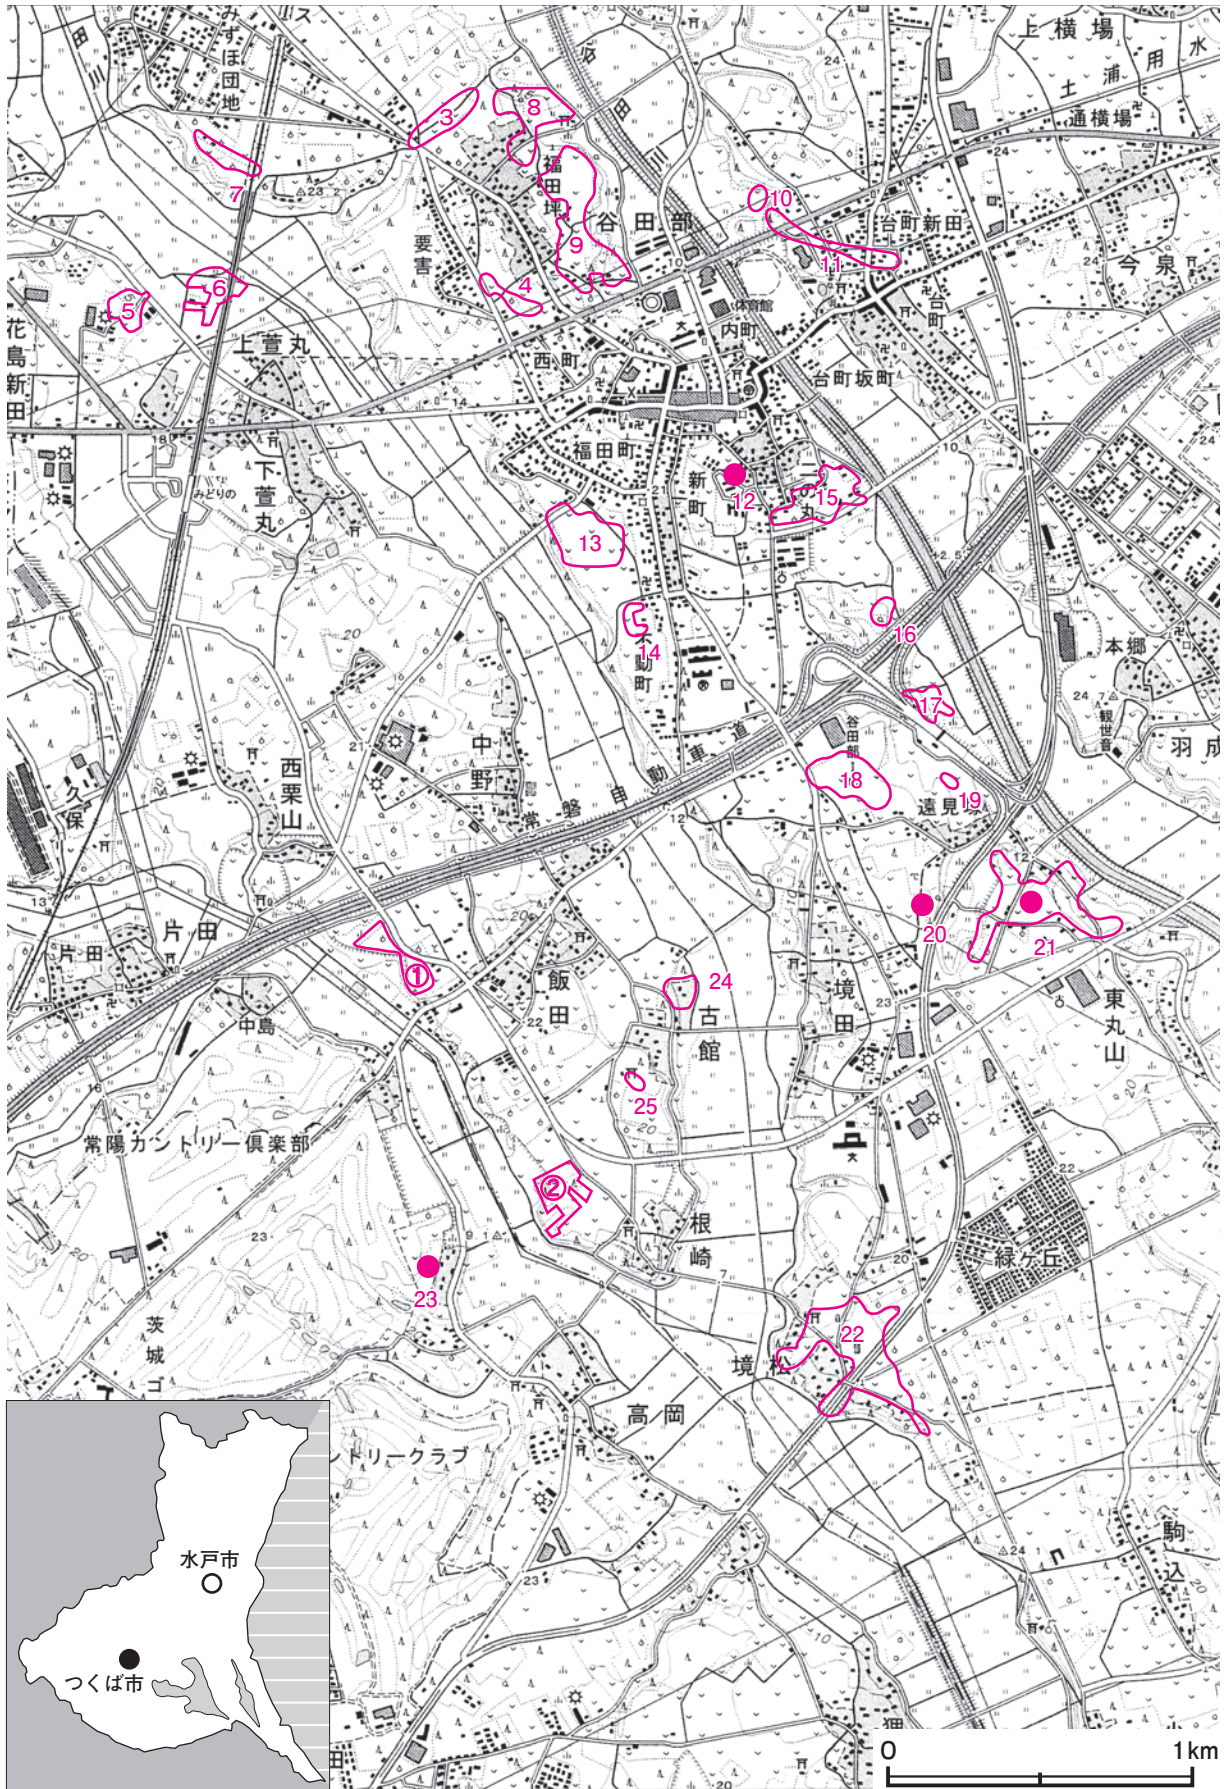 みずほ団地
上横場
土浦用水
通横場
谷田川
3
8
7
福田坪
9
谷田部
10
11
台町新田
今泉
要害
4
5
6
花島新田
上萱丸
体育館
内町
台町
西町
台町坂町
下萱丸
みどりの
福田町
新町
12
二の丸
15
13
14
不動町
16
本郷
17
観世音
羽成
谷田部
18
19
遠見塚
中野
西栗山
久保
常磐自動車道
片田
片田
①
飯田
中島
24
古館
25
境田
20
21
東丸山
常陽カントリー倶楽部
②
根崎
緑ヶ丘
23
22
境松
高岡
茨城ゴ
ントリークラブ
駒込
水戸市
つくば市
0 1km